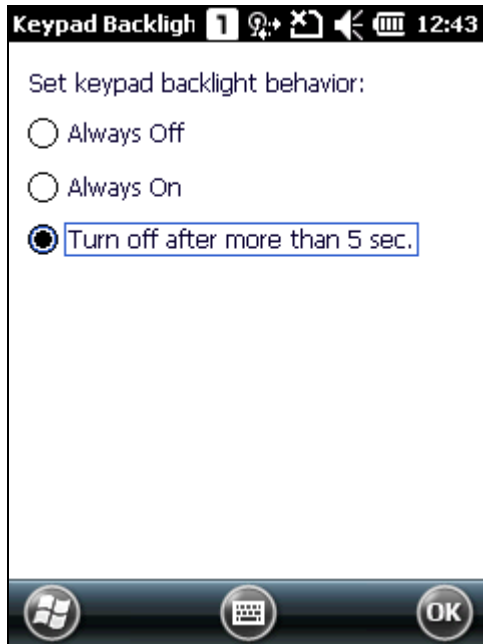 Keypad Backligh 1 12:43
Set keypad backlight behavior:
Always Off
Always On
Turn off after more than 5 sec.
OK